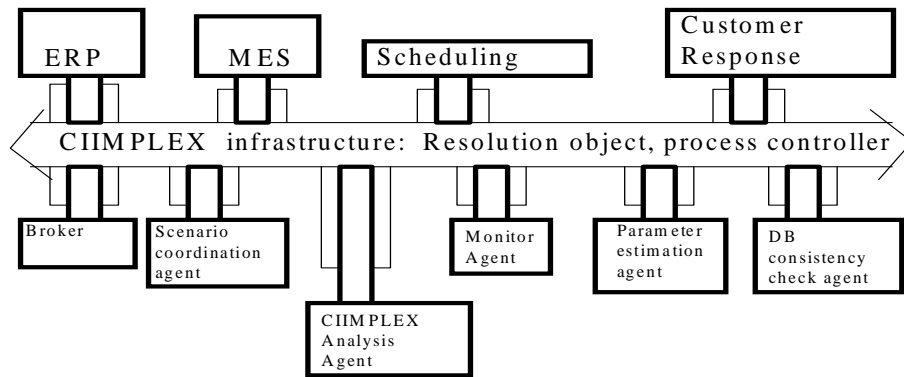 ERP
MES
Scheduling
Customer
Response
CIIMPLEX infrastructure: Resolution object, process controller
Broker
Scenario
coordination
agent
CIIMPLEX
Analysis
Agent
Monitor
Agent
Parameter
estimation
agent
DB
consistency
check agent